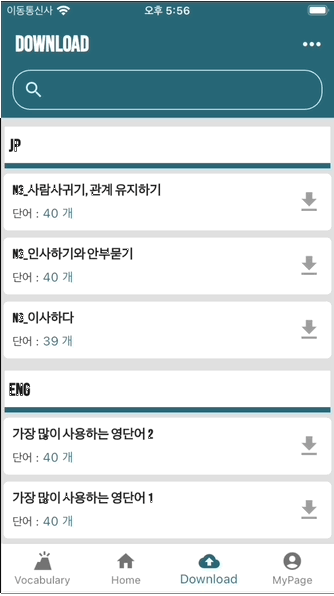 이동통신사 오후 5:56
DOWNLOAD
JP
N3_사람사귀기, 관계 유지하기
단어 : 40 개
N3_인사하기와 안부묻기
단어 : 40 개
N3_이사하다
단어 : 39 개
ENG
가장 많이 사용하는 영단어 2
단어 : 40 개
가장 많이 사용하는 영단어 1
단어 : 40 개
Vocabulary Home Download MyPage